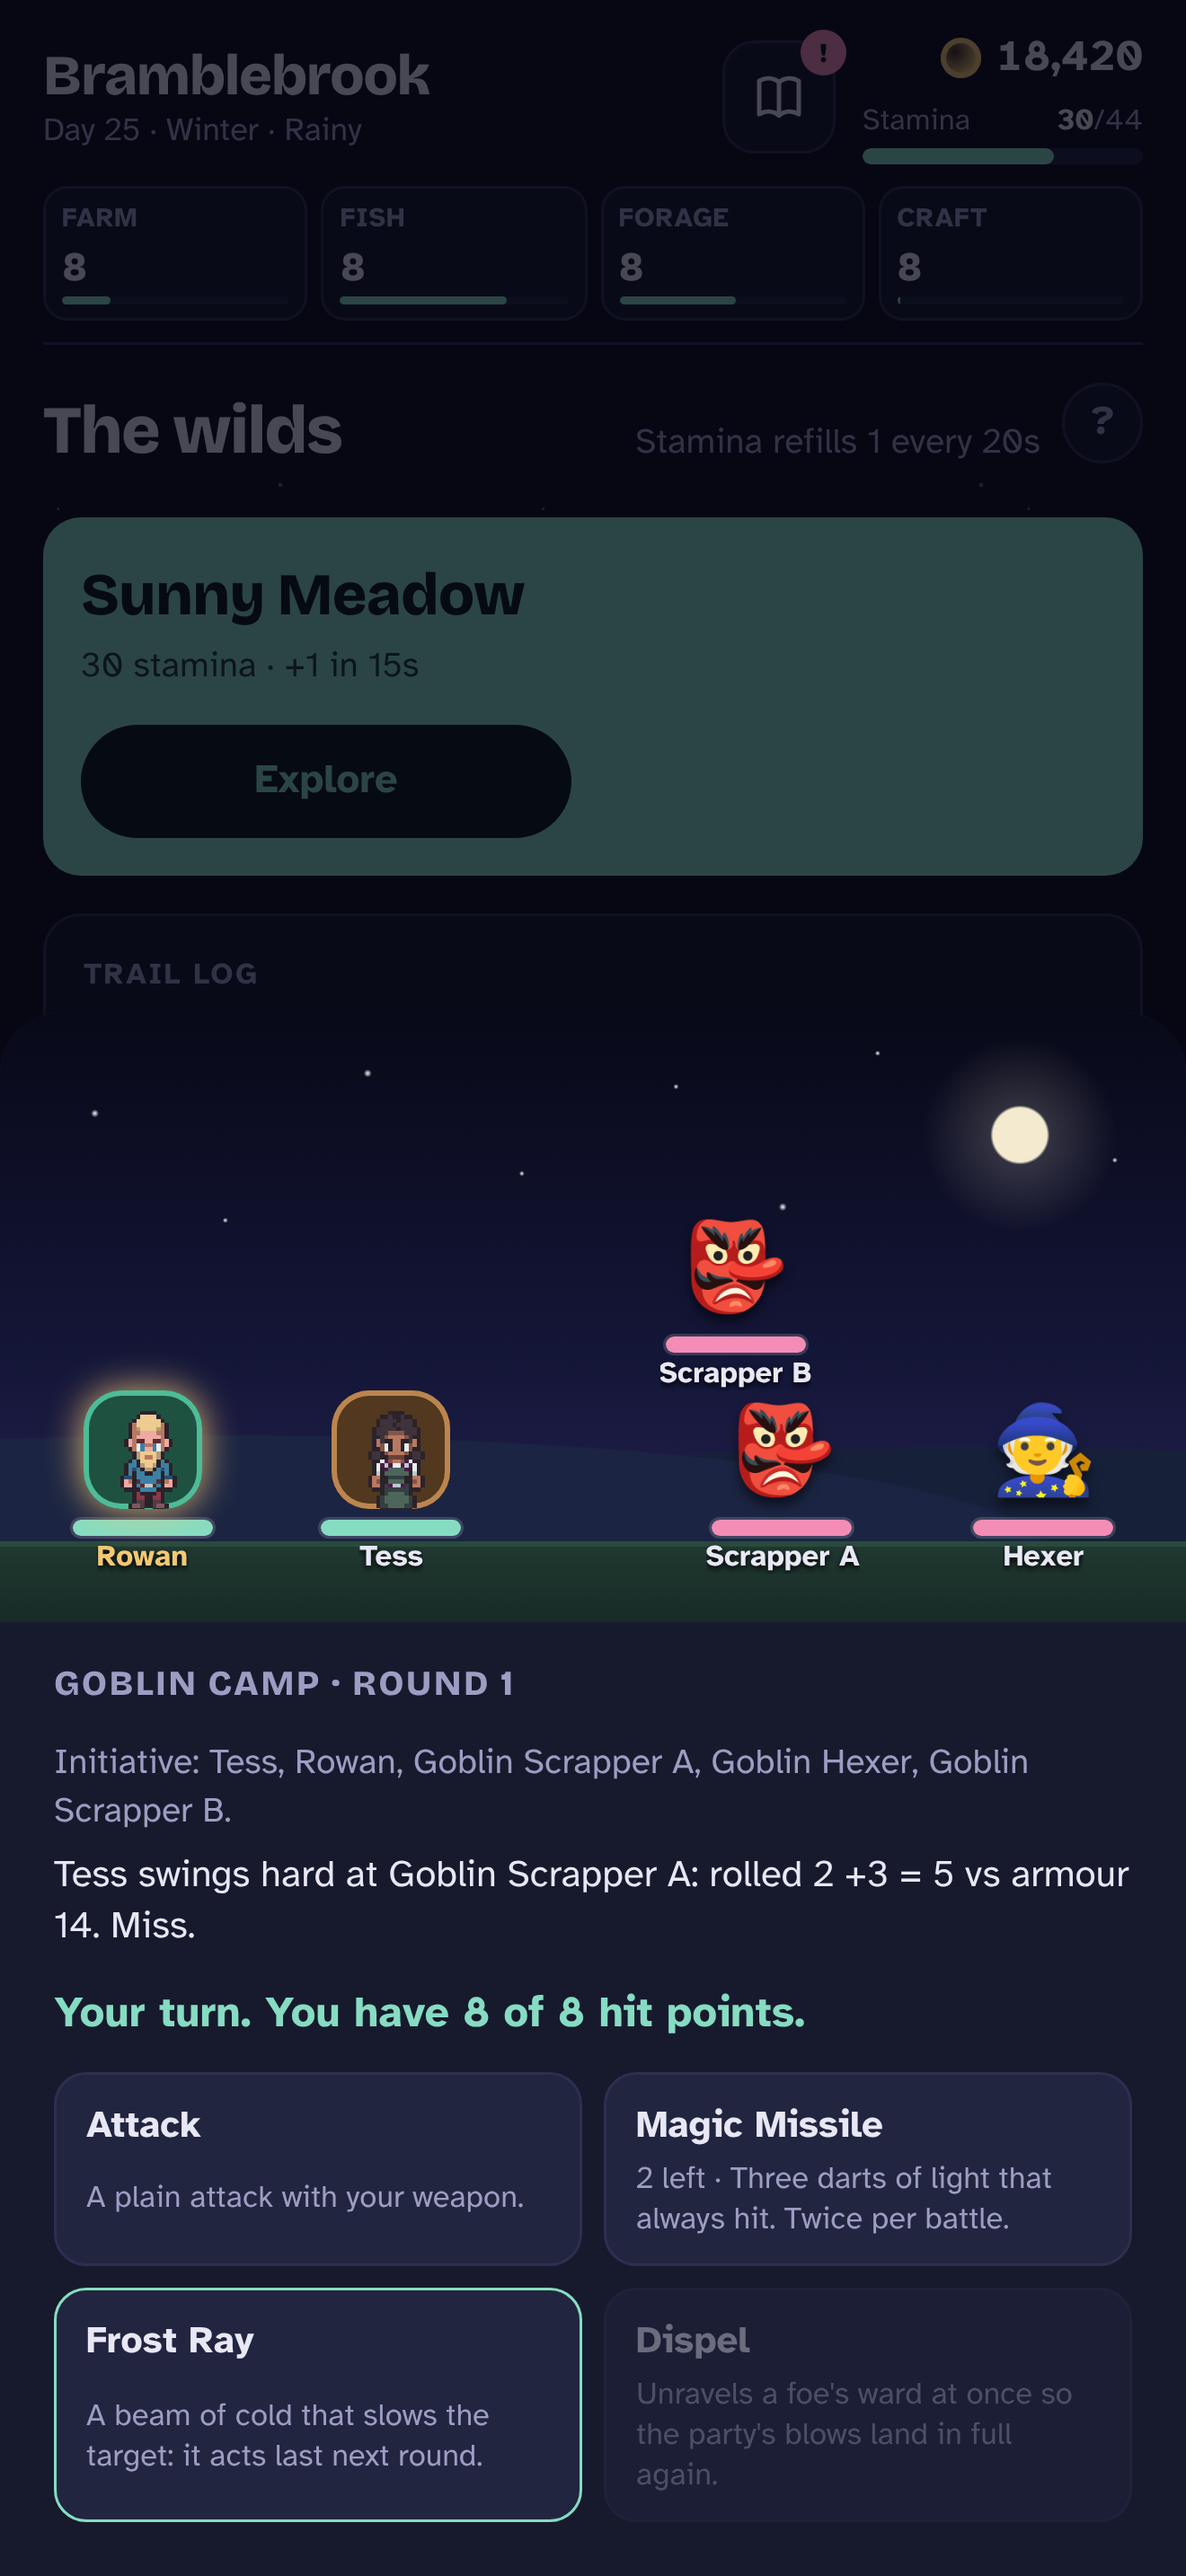 Bramblebrook
Day 25 · Winter · Rainy
!
18,420
Stamina 30/44
FARM
8
FISH
8
FORAGE
8
CRAFT
8
The wilds
Stamina refills 1 every 20s
?
Sunny Meadow
30 stamina · +1 in 15s
Explore
TRAIL LOG
Scrapper B
Rowan
Tess
Scrapper A
Hexer
GOBLIN CAMP · ROUND 1
Initiative: Tess, Rowan, Goblin Scrapper A, Goblin Hexer, Goblin
Scrapper B.
Tess swings hard at Goblin Scrapper A: rolled 2 +3 = 5 vs armour
14. Miss.
Your turn. You have 8 of 8 hit points.
Attack
A plain attack with your weapon.
Magic Missile
2 left · Three darts of light that
always hit. Twice per battle.
Frost Ray
A beam of cold that slows the
target: it acts last next round.
Dispel
Unravels a foe's ward at once so
the party's blows land in full
again.